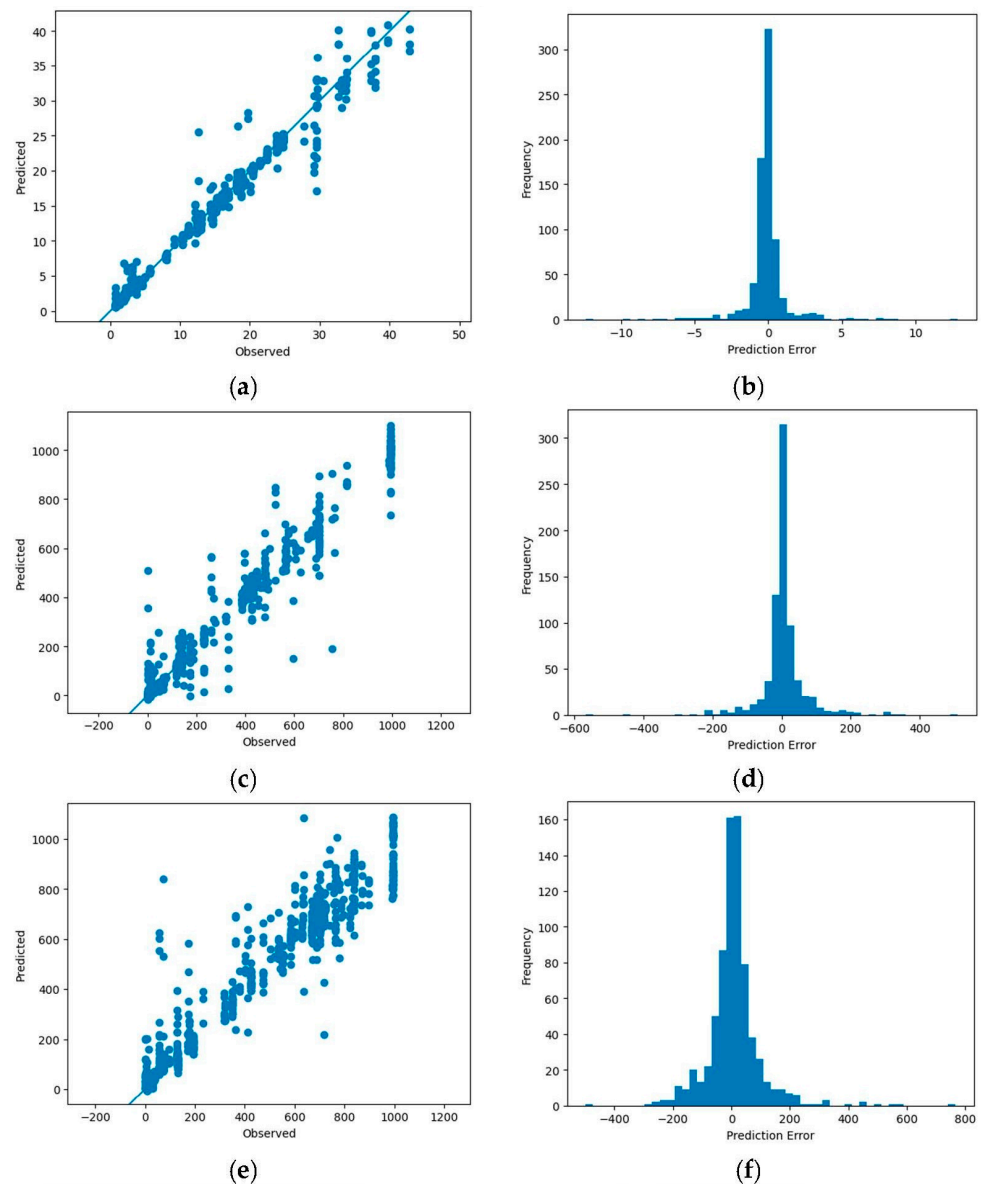 40
35
30
25
20
15
10
5
0
Predicted
0 10 20 30 40 50
Observed
(a)
300
250
200
150
100
50
0
Frequency
−10 −5 0 5 10
Prediction Error
(b)
1000
800
600
400
200
0
Predicted
−200 0 200 400 600 800 1000 1200
Observed
(c)
300
250
200
150
100
50
0
Frequency
−600 −400 −200 0 200 400
Prediction Error
(d)
1000
800
600
400
200
0
Predicted
−200 0 200 400 600 800 1000 1200
Observed
(e)
160
140
120
100
80
60
40
20
0
Frequency
−400 −200 0 200 400 600 800
Prediction Error
(f)